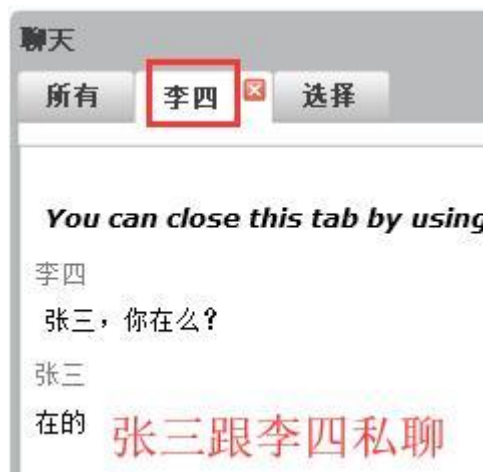 聊天
所有 李四 选择
You can close this tab by using
李四
张三，你在么？
张三
在的
张三跟李四私聊